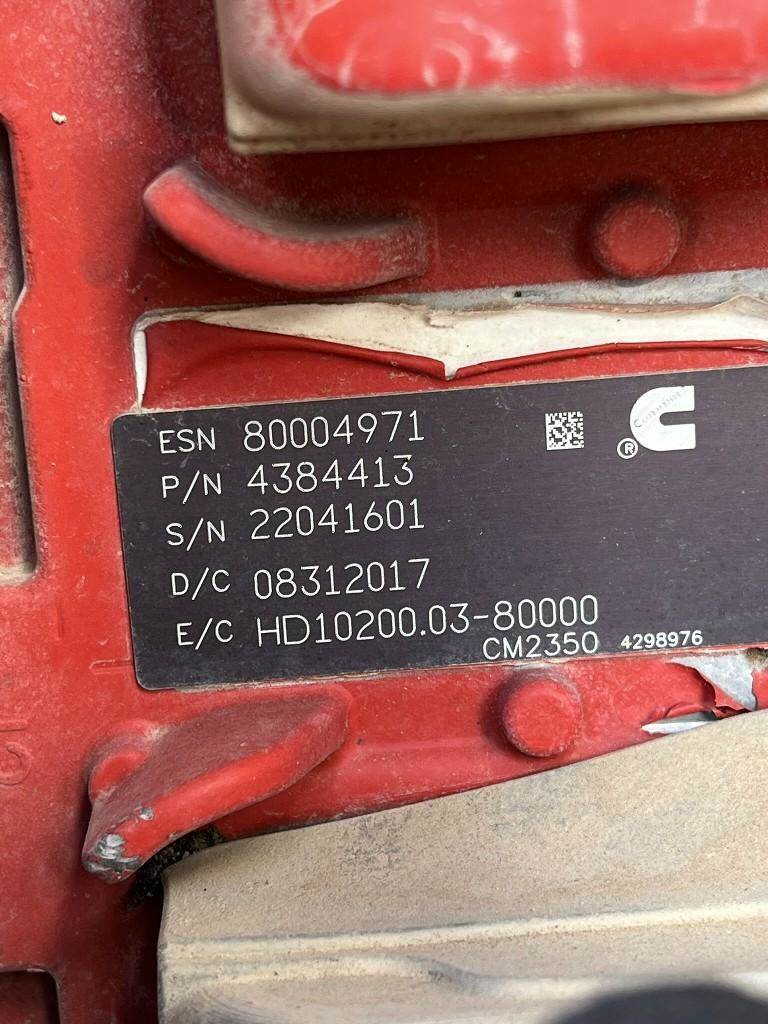 ESN 80004971
P/N 4384413
S/N 22041601
D/C 08312017
E/C HD10200.03-80000
CM2350 4298976
®